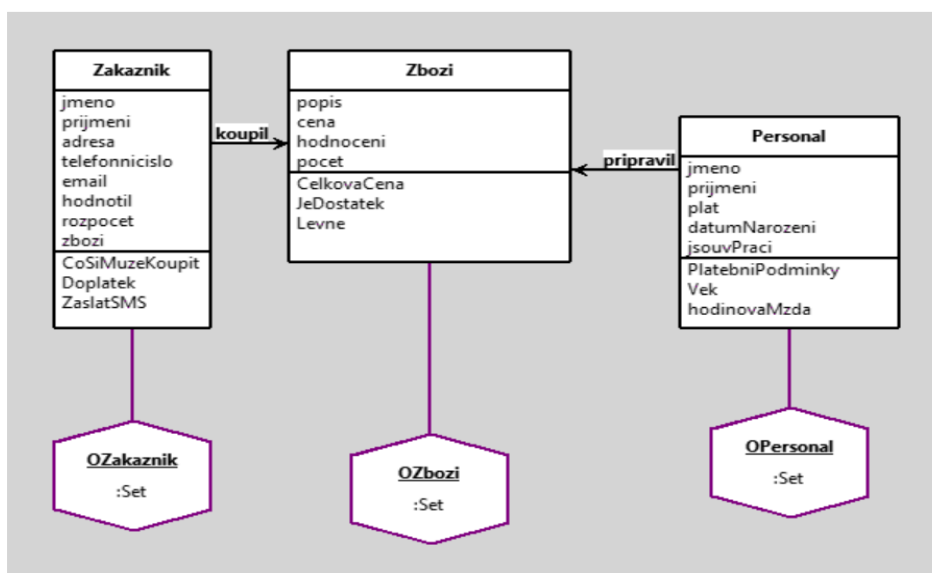 Zakaznik
jmeno
prijmeni
adresa
telefonnicislo
email
hodnotil
rozpocet
zbozi
CoSiMuzeKoupit
Doplatek
ZaslatSMS
koupil
Zbozi
popis
cena
hodnoceni
pocet
CelkovaCena
JeDostatek
Levne
pripravil
Personal
jmeno
prijmeni
plat
datumNarozeni
jsouvPraci
PlatebniPodminky
Vek
hodinovaMzda
OZakaznik
:Set
OZbozi
:Set
OPersonal
:Set